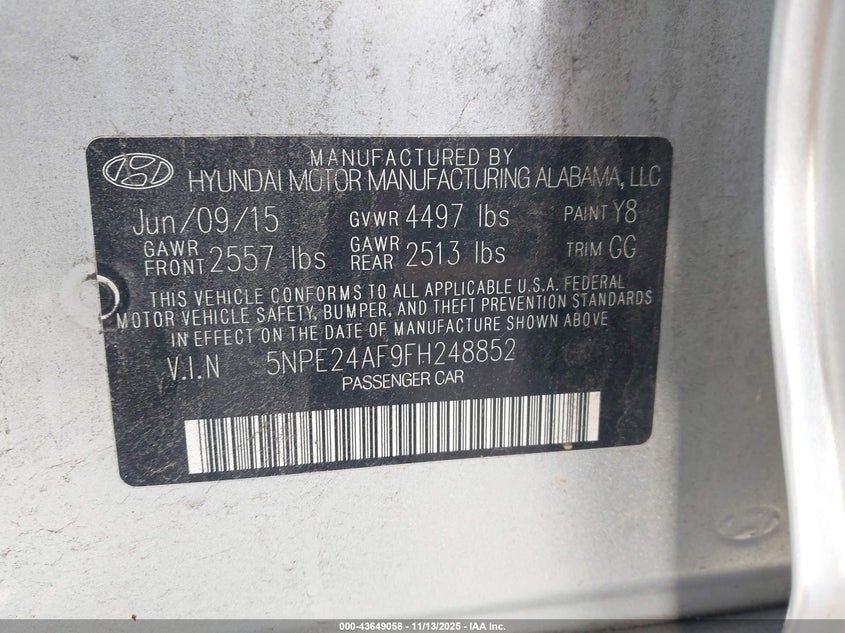 MANUFACTURED BY
HYUNDAI MOTOR MANUFACTURING ALABAMA, LLC
Jun/09/15 GVWR 4497 lbs PAINT Y8
GAWR FRONT 2557 lbs GAWR REAR 2513 lbs TRIM GG
THIS VEHICLE CONFORMS TO ALL APPLICABLE U.S.A. FEDERAL
MOTOR VEHICLE SAFETY, BUMPER, AND THEFT PREVENTION STANDARDS
IN EFFECT ON THE DATE OF MANUFACTURE SHOWN ABOVE
V.I.N 5NPE24AF9FH248852
PASSENGER CAR
000-43649058 - 11/13/2025 - IAA Inc.